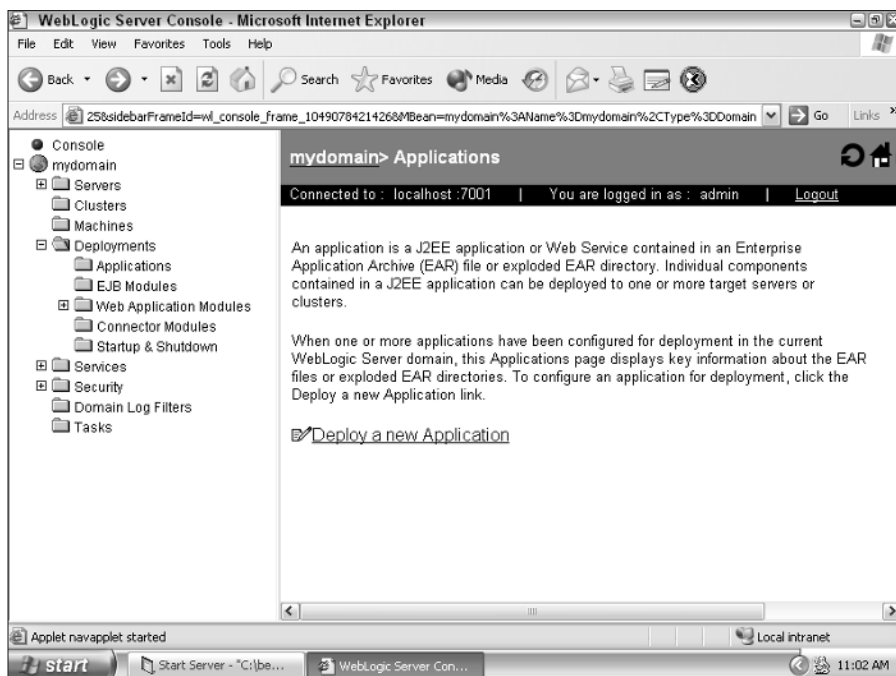 WebLogic Server Console - Microsoft Internet Explorer
File Edit View Favorites Tools Help
Back Search Favorites Media
Address 25&sidebarFrameId=wl_console_frame_1049078421426&MBean=mydomain%3AName%3Dmydomain%2CType%3DDomain Go Links »
Console
mydomain
Servers
Clusters
Machines
Deployments
Applications
EJB Modules
Web Application Modules
Connector Modules
Startup & Shutdown
Services
Security
Domain Log Filters
Tasks
mydomain> Applications
Connected to : localhost :7001 | You are logged in as : admin | Logout
An application is a J2EE application or Web Service contained in an Enterprise
Application Archive (EAR) file or exploded EAR directory. Individual components
contained in a J2EE application can be deployed to one or more target servers or
clusters.
When one or more applications have been configured for deployment in the current
WebLogic Server domain, this Applications page displays key information about the EAR
files or exploded EAR directories. To configure an application for deployment, click the
Deploy a new Application link.
Deploy a new Application
Applet navapplet started
Local intranet
start Start Server - "C:\be... WebLogic Server Con... 11:02 AM